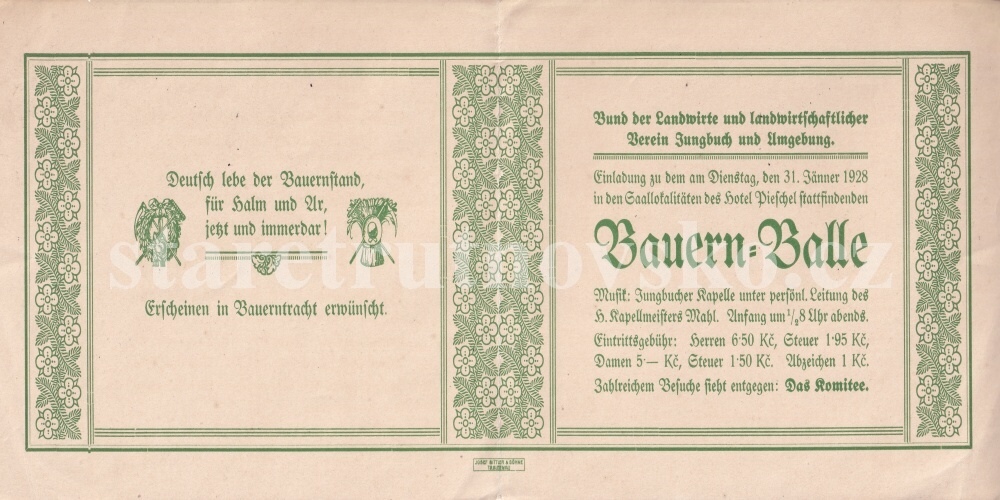 Deutsch lebe der Bauernstand,
für Halm und Ar,
jetzt und immerdar!
Erscheinen in Bauerntracht erwünscht.
Bund der Landwirte und landwirtschaftlicher
Verein Jungbuch und Umgebung.
Einladung zu dem am Dienstag, den 31. Jänner 1928
in den Saallokalitäten des Hotel Pieschel stattfindenden
Bauern-Balle
Musik: Jungbucher Kapelle unter persönl. Leitung des
H. Kapellmeisters Mahl. Anfang um 1/28 Uhr abends.
Eintrittsgebühr: Herren 6·50 Kč, Steuer 1·95 Kč,
Damen 5·— Kč, Steuer 1·50 Kč. Abzeichen 1 Kč.
Zahlreichem Besuche sieht entgegen: Das Komitee.
staretrutnovsko.cz
TRAUTENAU